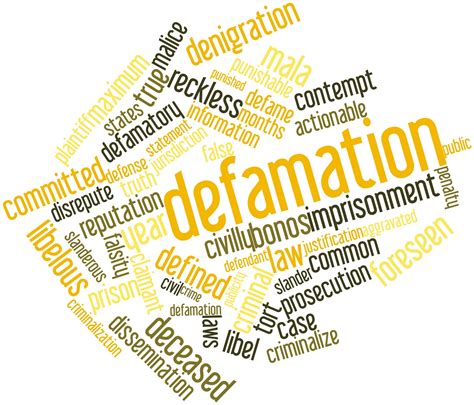 denigration
malice
mala
true
maximum
punished
punishable
reckless
contempt
plaintiff
states
defame
months
actionable
defamatory
information
statement
jurisdiction
defense
false
truth
committed
disrepute
defamation
public
penalty
reputation
year
bonos
imprisonment
civilly
libelous
slanderous
falsity
claimant
defined
defendant
law
justification
aggravated
common
foreseen
prison
civil
crime
criminal
slander
prosecution
criminalization
dissemination
deceased
defamation
laws
libel
tort
case
criminalize